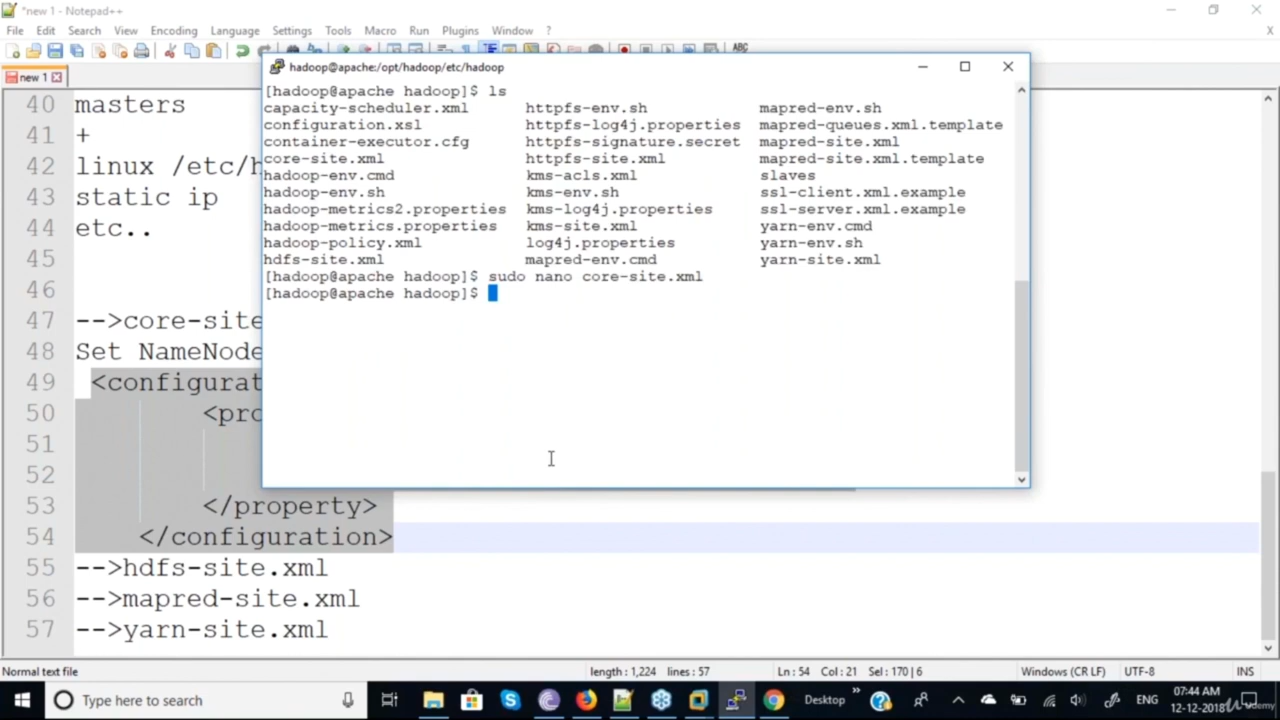 *new 1 - Notepad++
File Edit Search View Encoding Language Settings Tools Macro Run Plugins Window ?
new 1
hadoop@apache:/opt/hadoop/etc/hadoop
[hadoop@apache hadoop]$ ls
capacity-scheduler.xml httpfs-env.sh mapred-env.sh
configuration.xsl httpfs-log4j.properties mapred-queues.xml.template
container-executor.cfg httpfs-signature.secret mapred-site.xml
core-site.xml httpfs-site.xml mapred-site.xml.template
hadoop-env.cmd kms-acls.xml slaves
hadoop-env.sh kms-env.sh ssl-client.xml.example
hadoop-metrics2.properties kms-log4j.properties ssl-server.xml.example
hadoop-metrics.properties kms-site.xml yarn-env.cmd
hadoop-policy.xml log4j.properties yarn-env.sh
hdfs-site.xml mapred-env.cmd yarn-site.xml
[hadoop@apache hadoop]$ sudo nano core-site.xml
[hadoop@apache hadoop]$
40 masters
41 +
42 linux /etc/h
43 static ip
44 etc..
45
46
47 -->core-site
48 Set NameNode
49 <configurat
50 <pro
51
52
53 </property>
54 </configuration>
55 -->hdfs-site.xml
56 -->mapred-site.xml
57 -->yarn-site.xml
Normal text file length : 1,224 lines : 57 Ln : 54 Col : 21 Sel : 170 | 6 Windows (CR LF) UTF-8 INS
Type here to search Desktop ENG 07:44 AM
12-12-2018
Udemy